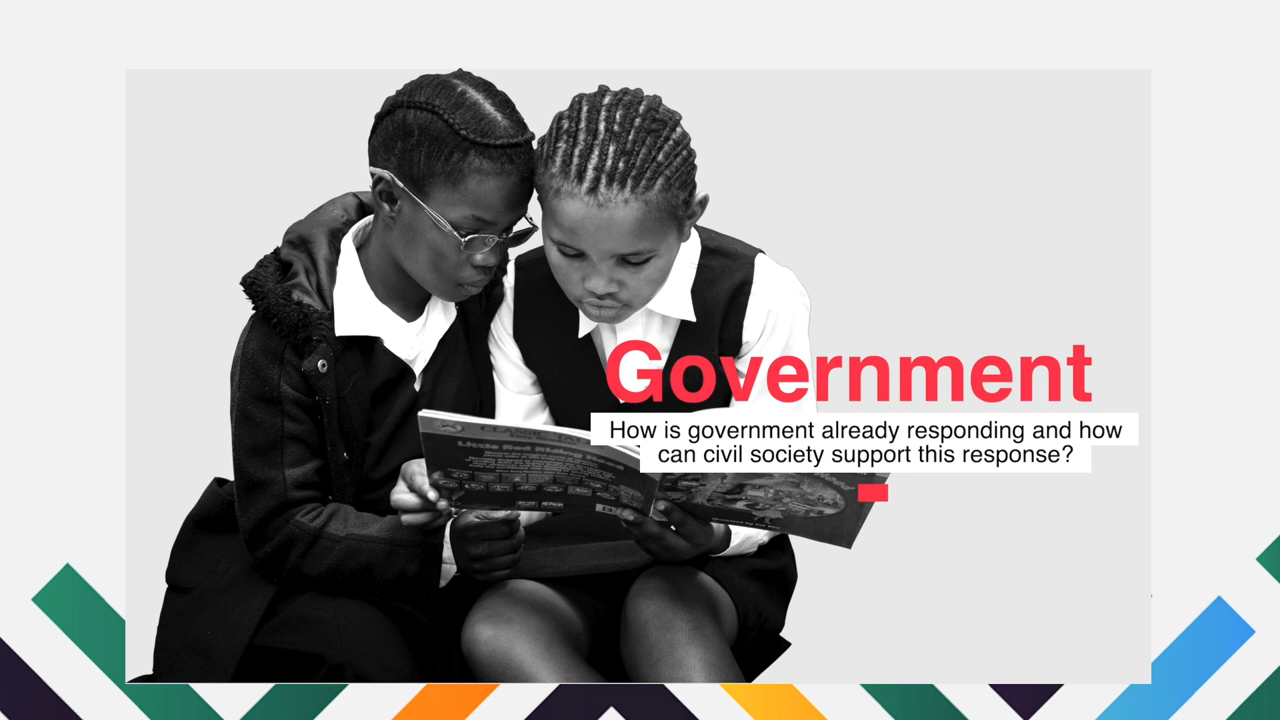 Government
How is government already responding and how
can civil society support this response?
Little Red Riding Hood